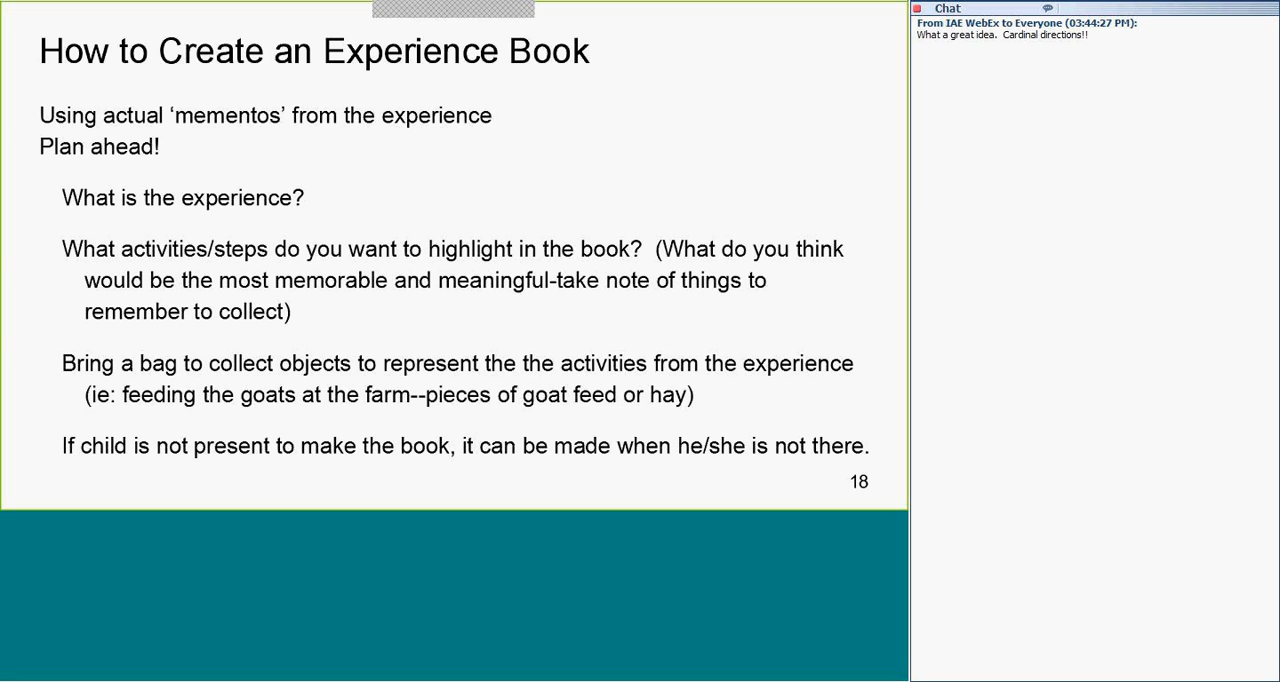 How to Create an Experience Book
Using actual ‘mementos’ from the experience
Plan ahead!
What is the experience?
What activities/steps do you want to highlight in the book?  (What do you think
would be the most memorable and meaningful-take note of things to
remember to collect)
Bring a bag to collect objects to represent the the activities from the experience
(ie: feeding the goats at the farm--pieces of goat feed or hay)
If child is not present to make the book, it can be made when he/she is not there.
18
Chat
From IAE WebEx to Everyone (03:44:27 PM):
What a great idea.  Cardinal directions!!